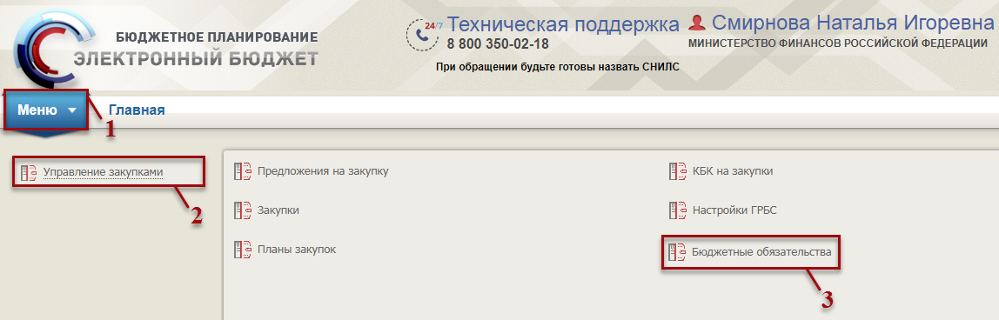 БЮДЖЕТНОЕ ПЛАНИРОВАНИЕ
ЭЛЕКТРОННЫЙ БЮДЖЕТ
24/7 Техническая поддержка
8 800 350-02-18
При обращении будьте готовы назвать СНИЛС
Смирнова Наталья Игоревна
МИНИСТЕРСТВО ФИНАНСОВ РОССИЙСКОЙ ФЕДЕРАЦИИ
Меню
1
Главная
Управление закупками
2
Предложения на закупку
КБК на закупки
Закупки
Настройки ГРБС
Планы закупок
Бюджетные обязательства
3